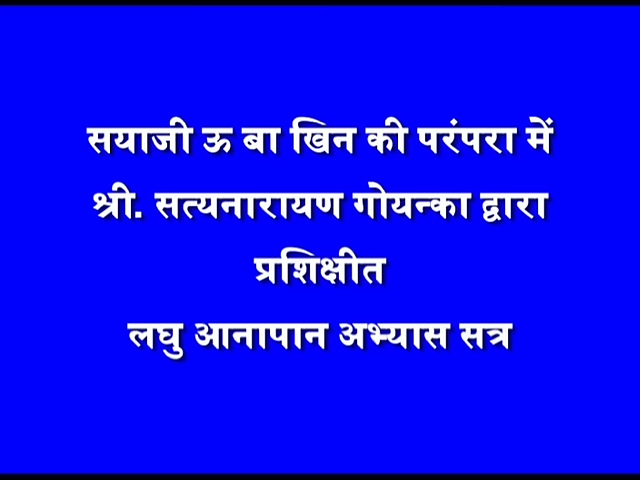 सयाजी ऊ बा खिन की परंपरा में
श्री. सत्यनारायण गोयन्का द्वारा
प्रशिक्षीत
लघु आनापान अभ्यास सत्र